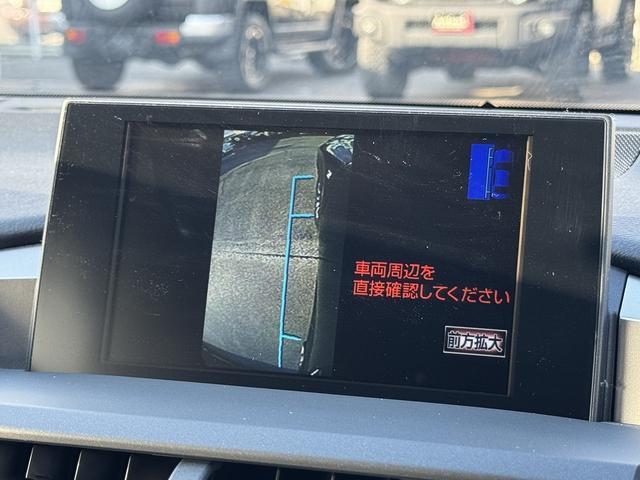 車両周辺を
直接確認してください
前方拡大